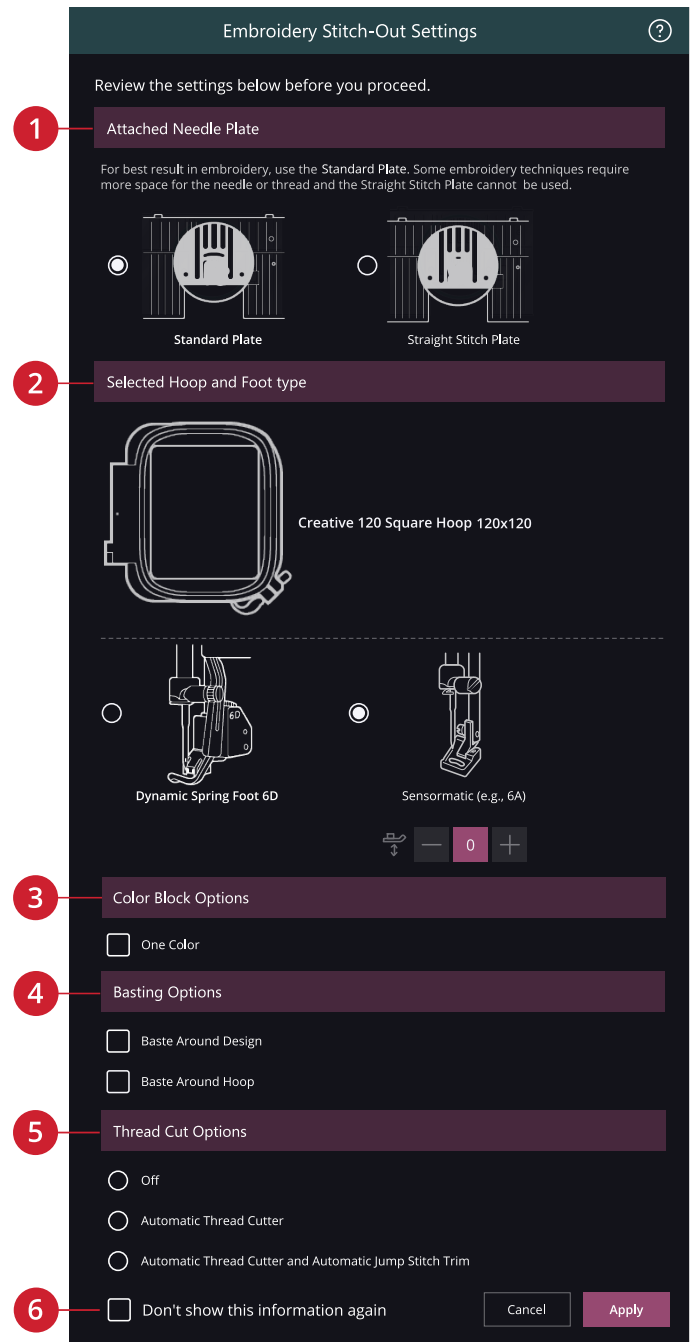 Embroidery Stitch-Out Settings
?
Review the settings below before you proceed.
1
Attached Needle Plate
For best result in embroidery, use the Standard Plate. Some embroidery techniques require
more space for the needle or thread and the Straight Stitch Plate cannot be used.
Standard Plate
Straight Stitch Plate
2
Selected Hoop and Foot type
Creative 120 Square Hoop 120x120
6D
Dynamic Spring Foot 6D
Sensormatic (e.g., 6A)
0
3
Color Block Options
One Color
4
Basting Options
Baste Around Design
Baste Around Hoop
5
Thread Cut Options
Off
Automatic Thread Cutter
Automatic Thread Cutter and Automatic Jump Stitch Trim
6
Don't show this information again
Cancel
Apply